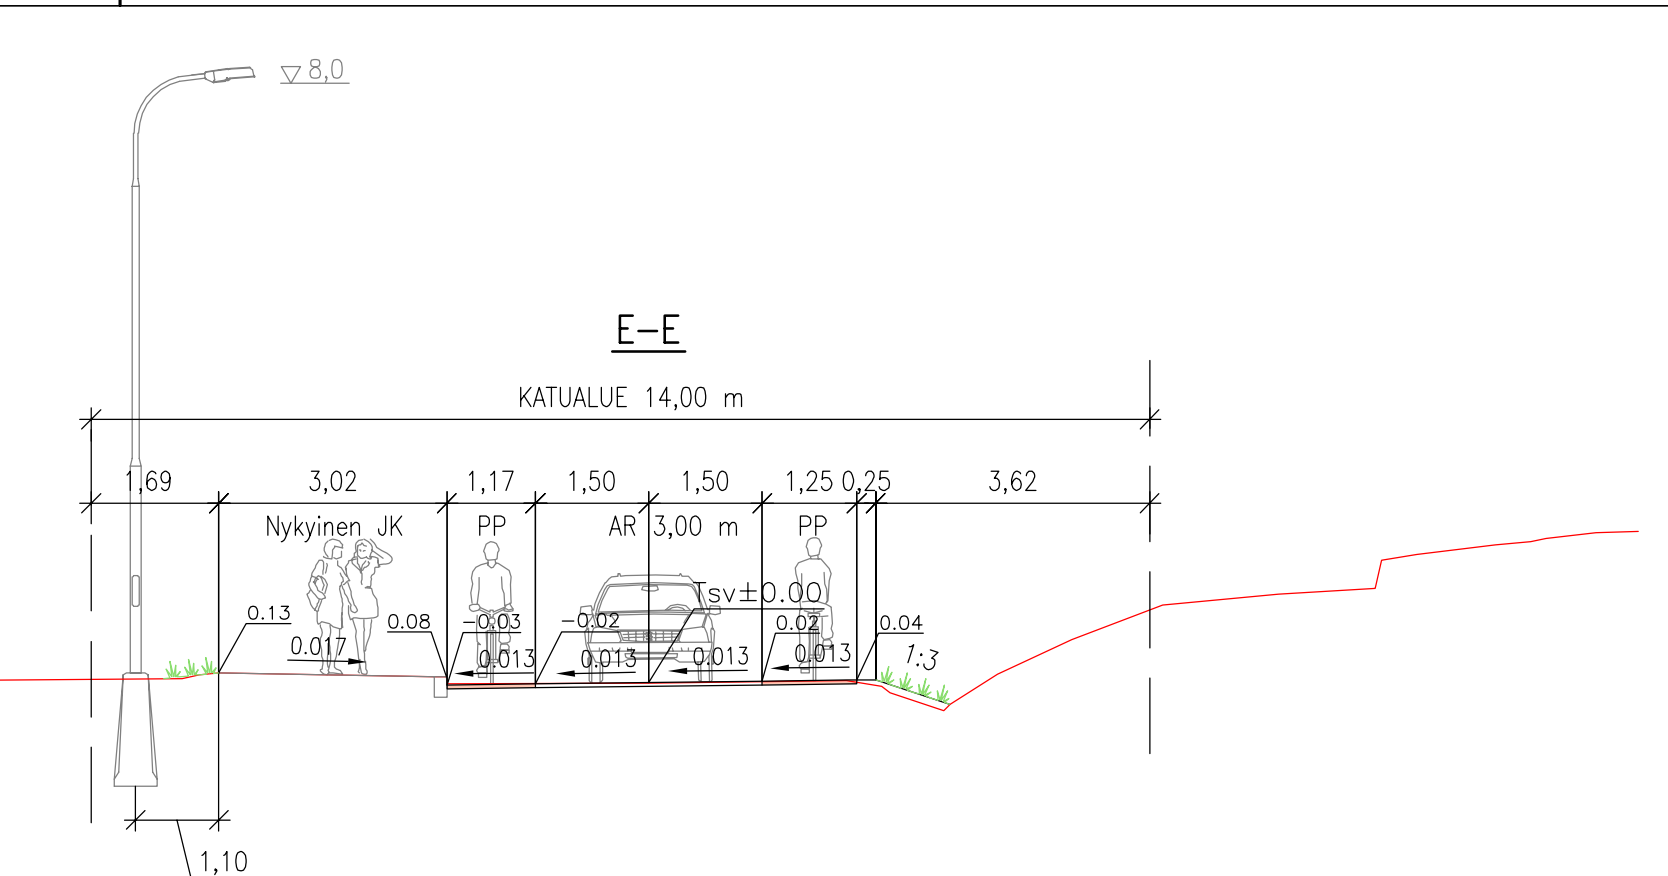 8,0
E-E
KATUALUE 14,00 m
1,69 3,02 1,17 1,50 1,50 1,25 0,25 3,62
Nykyinen JK PP AR 3,00 m PP
Tsv±0.00
0.13 0.08 -0.03 -0.02 0.02 0.04
0.017 0.013 0.013 0.013 0.013 1:3
1,10